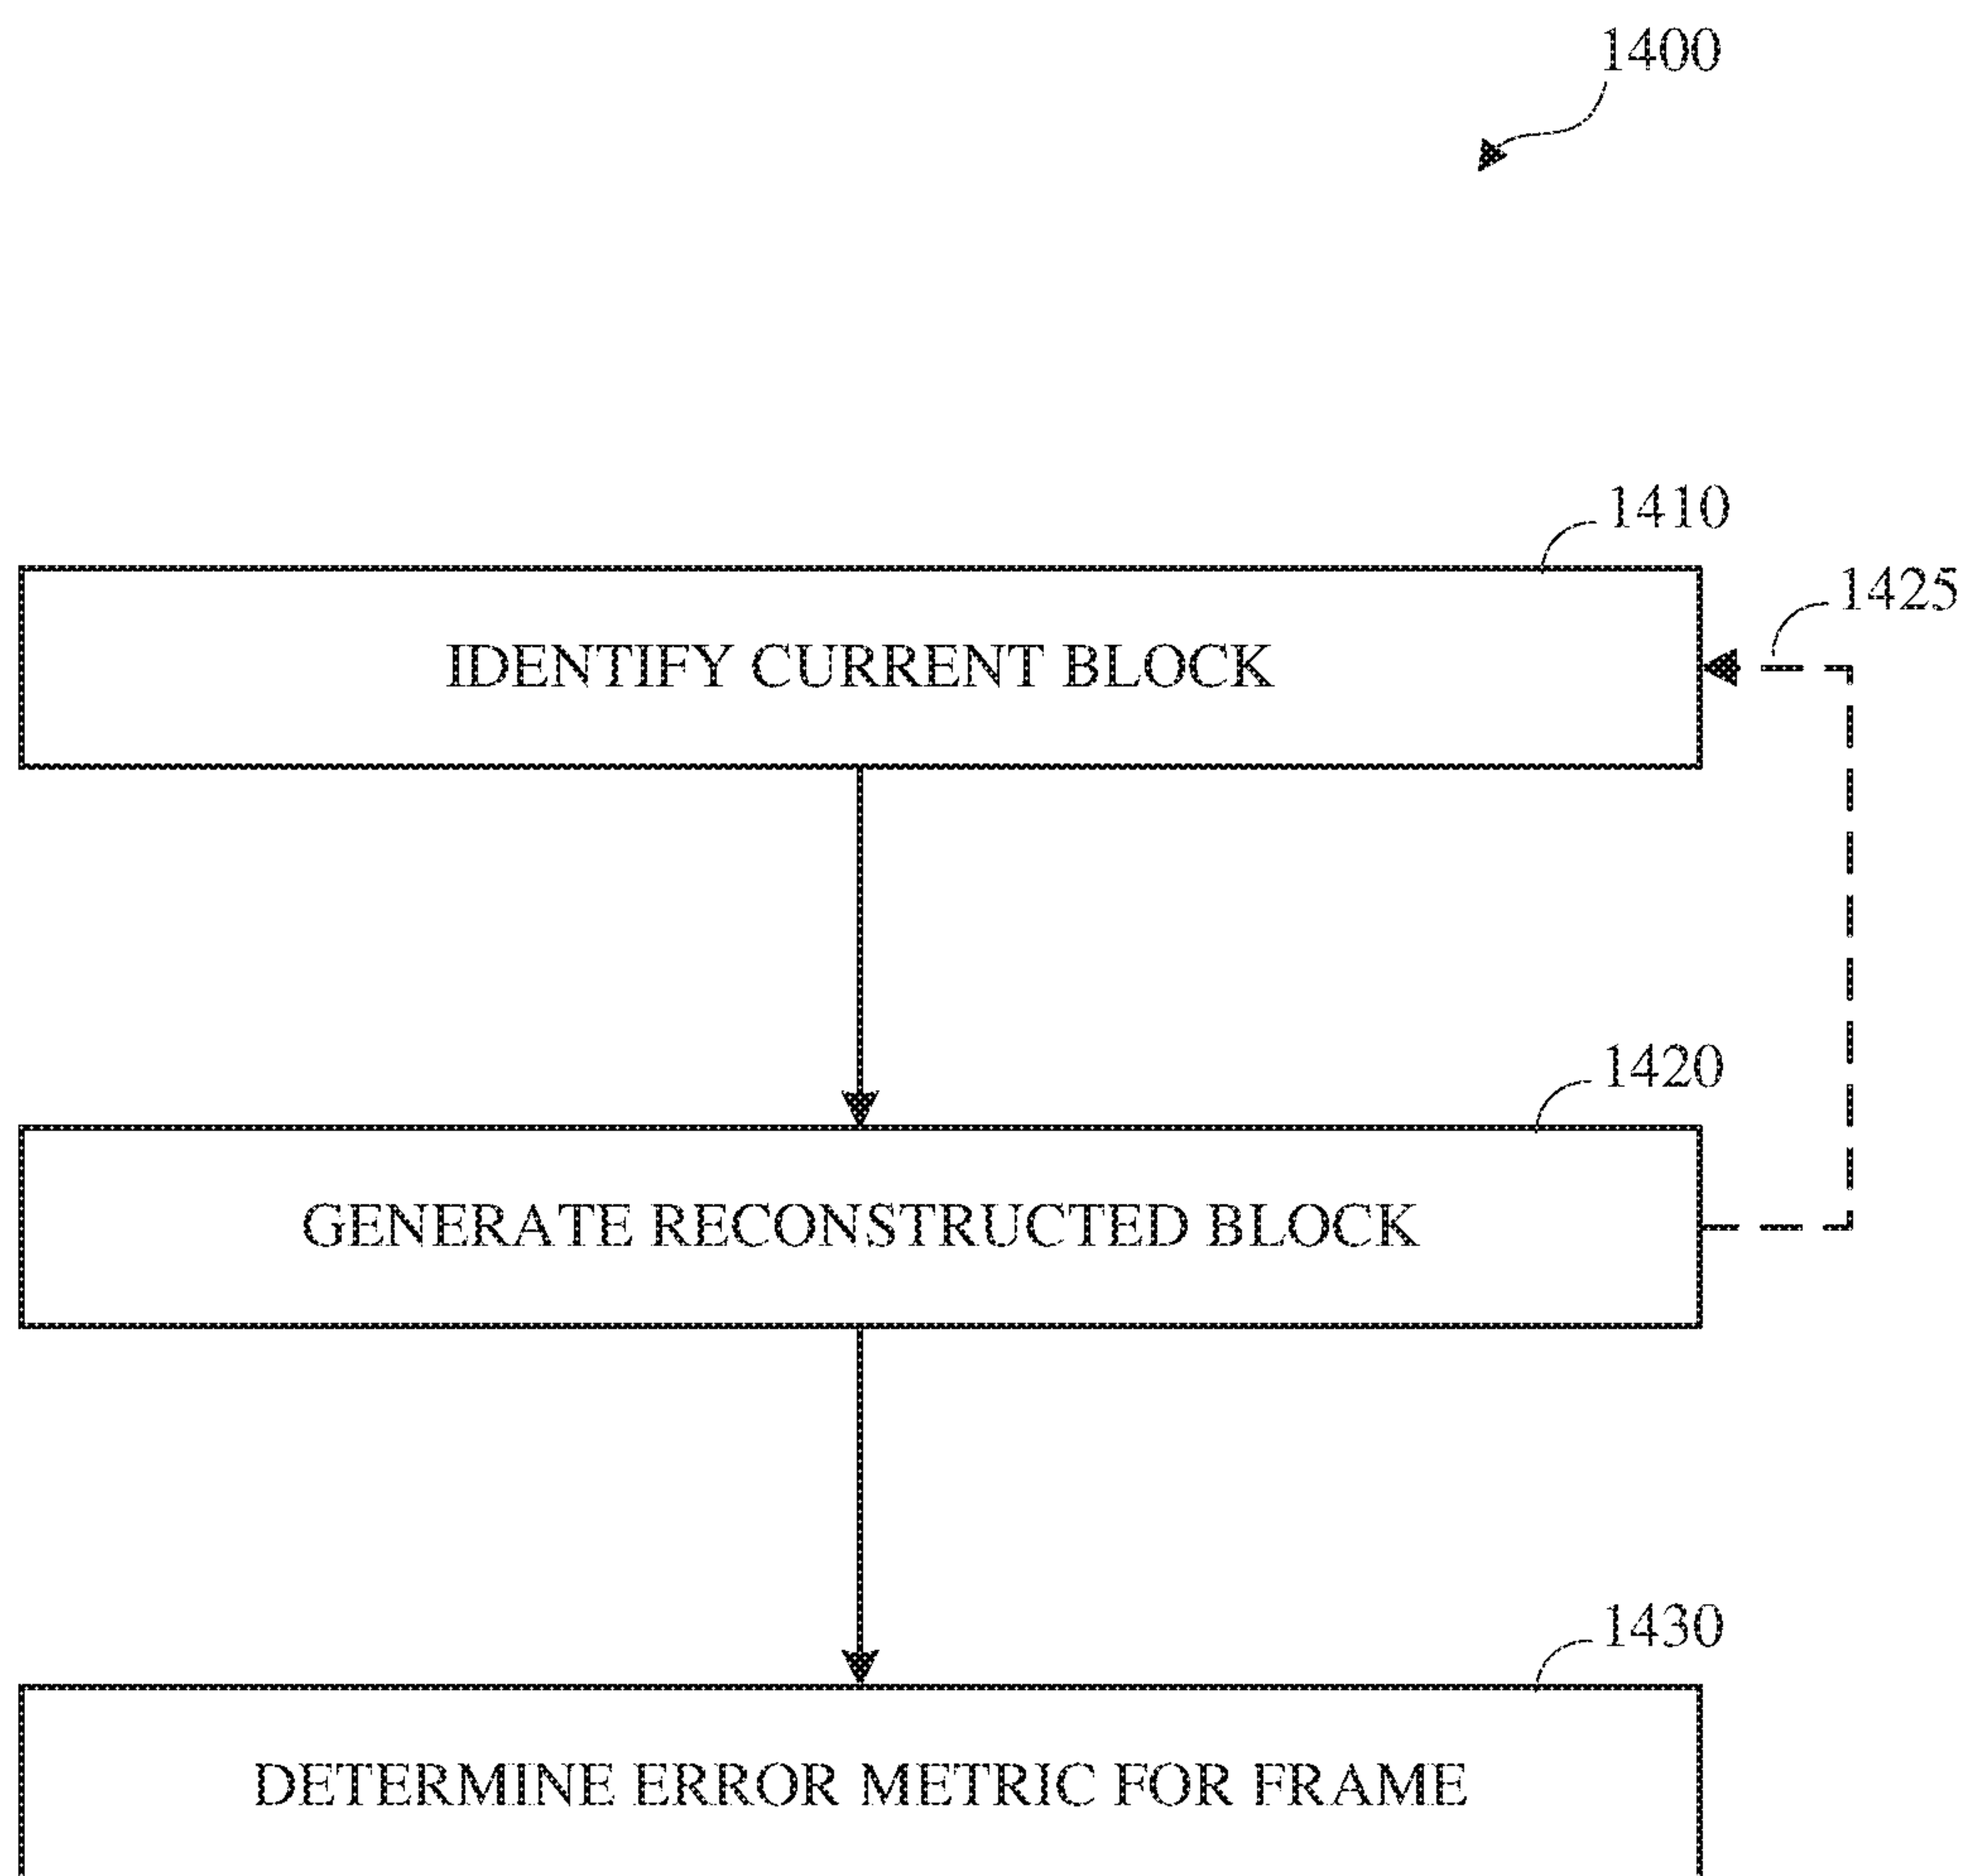 1400
1410
1425
IDENTIFY CURRENT BLOCK
1420
GENERATE RECONSTRUCTED BLOCK
1430
DETERMINE ERROR METRIC FOR FRAME